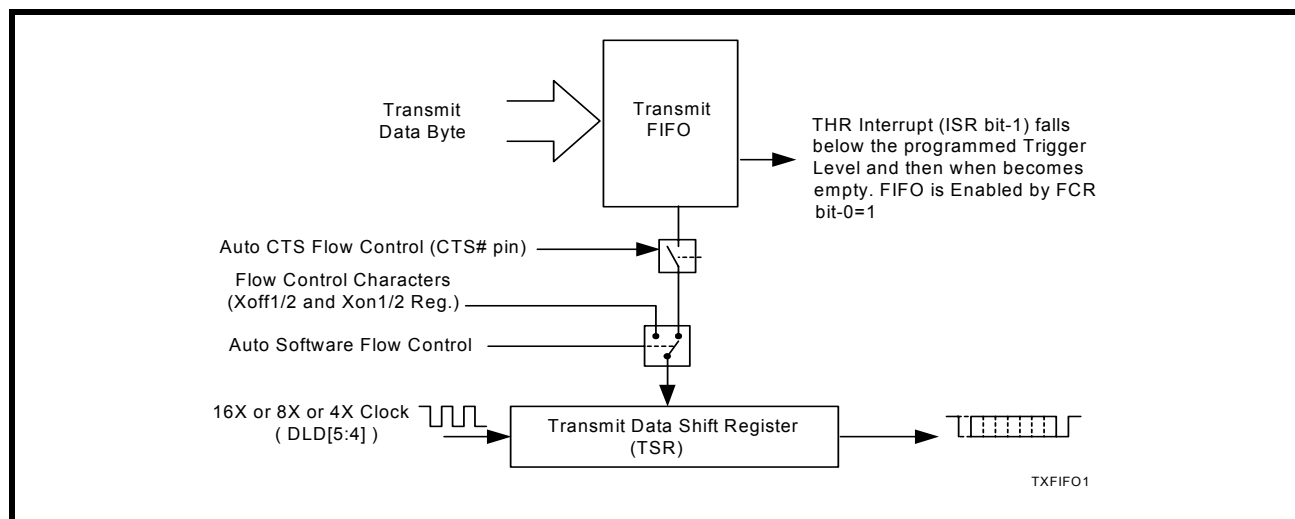 Transmit
Data Byte
Transmit
FIFO
THR Interrupt (ISR bit-1) falls
below the programmed Trigger
Level and then when becomes
empty. FIFO is Enabled by FCR
bit-0=1
Auto CTS Flow Control (CTS# pin)
Flow Control Characters
(Xoff1/2 and Xon1/2 Reg.)
Auto Software Flow Control
16X or 8X or 4X Clock
( DLD[5:4] )
Transmit Data Shift Register
(TSR)
TXFIFO1